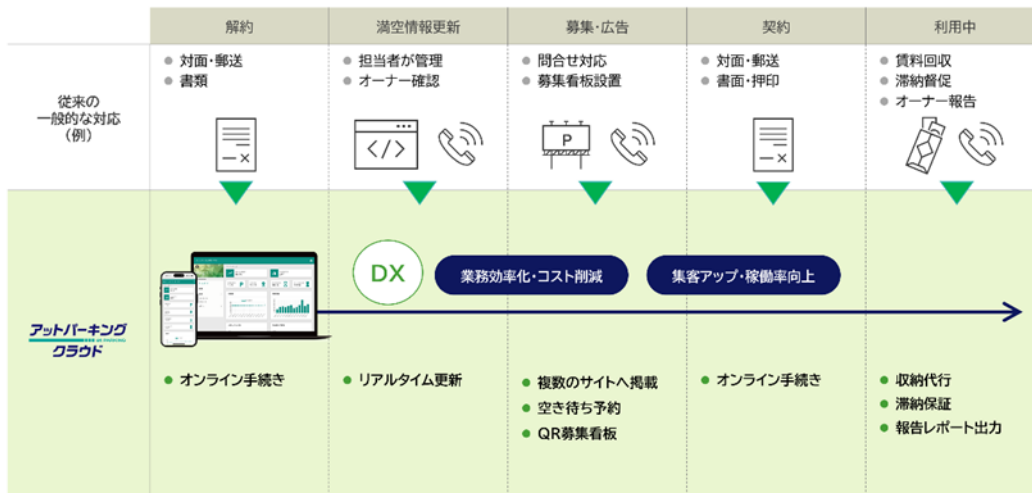 解約
満空情報更新
募集・広告
契約
利用中
従来の
一般的な対応
(例)
対面・郵送
書類
担当者が管理
オーナー確認
問合せ対応
募集看板設置
対面・郵送
書面・押印
賃料回収
滞納督促
オーナー報告
</>
P
DX
業務効率化・コスト削減
集客アップ・稼働率向上
アットパーキング
クラウド
オンライン手続き
リアルタイム更新
複数のサイトへ掲載
空き待ち予約
QR募集看板
オンライン手続き
収納代行
滞納保証
報告レポート出力